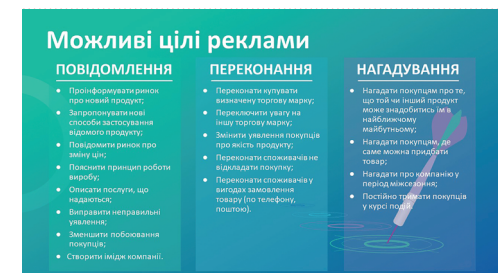 Можливі цілі реклами
ПОВІДОМЛЕННЯ
• Проінформувати ринок
про новий продукт;
• Запропонувати нові
способи застосування
відомого продукту;
• Повідомити ринок про
зміну цін;
• Пояснити принцип роботи
виробу;
• Описати послуги, що
надаються;
• Виправити неправильні
уявлення;
• Зменшити побоювання
покупців;
• Створити імідж компанії.
ПЕРЕКОНАННЯ
• Переконати купувати
визначену торгову марку;
• Переключити увагу на
іншу торгову марку;
• Змінити уявлення покупців
про якість продукту;
• Переконати споживачів не
відкладати покупку;
• Переконати споживачів у
вигодах замовлення
товару (по телефону,
поштою).
НАГАДУВАННЯ
• Нагадати покупцям про те,
що той чи інший продукт
може знадобитись їм в
найближчому
майбутньому;
• Нагадати покупцям, де
саме можна придбати
товар;
• Нагадати про компанію у
період міжсезоння;
• Постійно тримати покупців
у курсі подій.